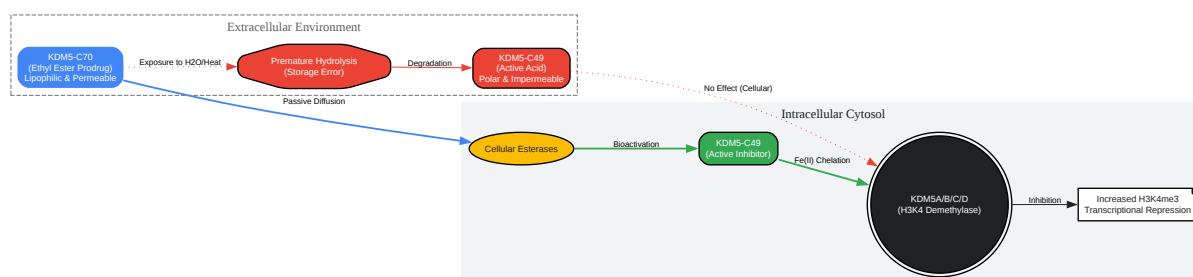 Extracellular Environment
KDM5-C70
(Ethyl Ester Prodrug)
Lipophilic & Permeable
Exposure to H2O/Heat
Premature Hydrolysis
(Storage Error)
Degradation
KDM5-C49
(Active Acid)
Polar & Impermeable
Passive Diffusion
No Effect (Cellular)
Intracellular Cytosol
Cellular Esterases
Bioactivation
KDM5-C49
(Active Inhibitor)
Fe(II) Chelation
KDM5A/B/C/D
(H3K4 Demethylase)
Inhibition
Increased H3K4me3
Transcriptional Repression